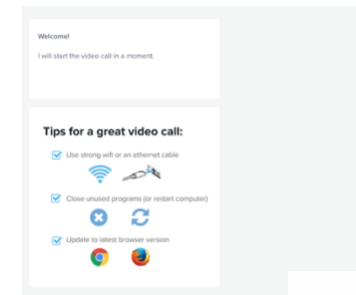 Welcome!
I will start the video call in a moment.
Tips for a great video call:
Use strong wifi or an ethernet cable
Close unused programs (or restart computer)
Update to latest browser version